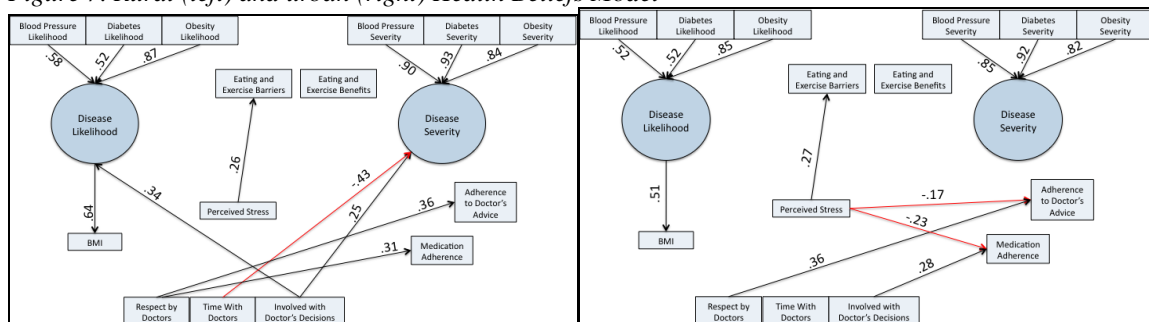 Figure 7. Rural (left) and urban (right) Health Beliefs Model
Blood Pressure
Likelihood
Diabetes
Likelihood
Obesity
Likelihood
Blood Pressure
Severity
Diabetes
Severity
Obesity
Severity
.58
.52
.87
.90
.93
.84
Eating and
Exercise Barriers
Eating and
Exercise Benefits
Disease
Likelihood
Disease
Severity
.26
-.43
.34
.25
.64
.36
.31
Perceived Stress
Adherence
to Doctor's
Advice
BMI
Medication
Adherence
Respect by
Doctors
Time With
Doctors
Involved with
Doctor's Decisions
Blood Pressure
Likelihood
Diabetes
Likelihood
Obesity
Likelihood
Blood Pressure
Severity
Diabetes
Severity
Obesity
Severity
.52
.52
.85
.85
.92
.82
Eating and
Exercise Barriers
Eating and
Exercise Benefits
Disease
Likelihood
Disease
Severity
.27
.51
-.17
-.23
Perceived Stress
Adherence
to Doctor's
Advice
BMI
Medication
Adherence
.36
.28
Respect by
Doctors
Time With
Doctors
Involved with
Doctor's Decisions